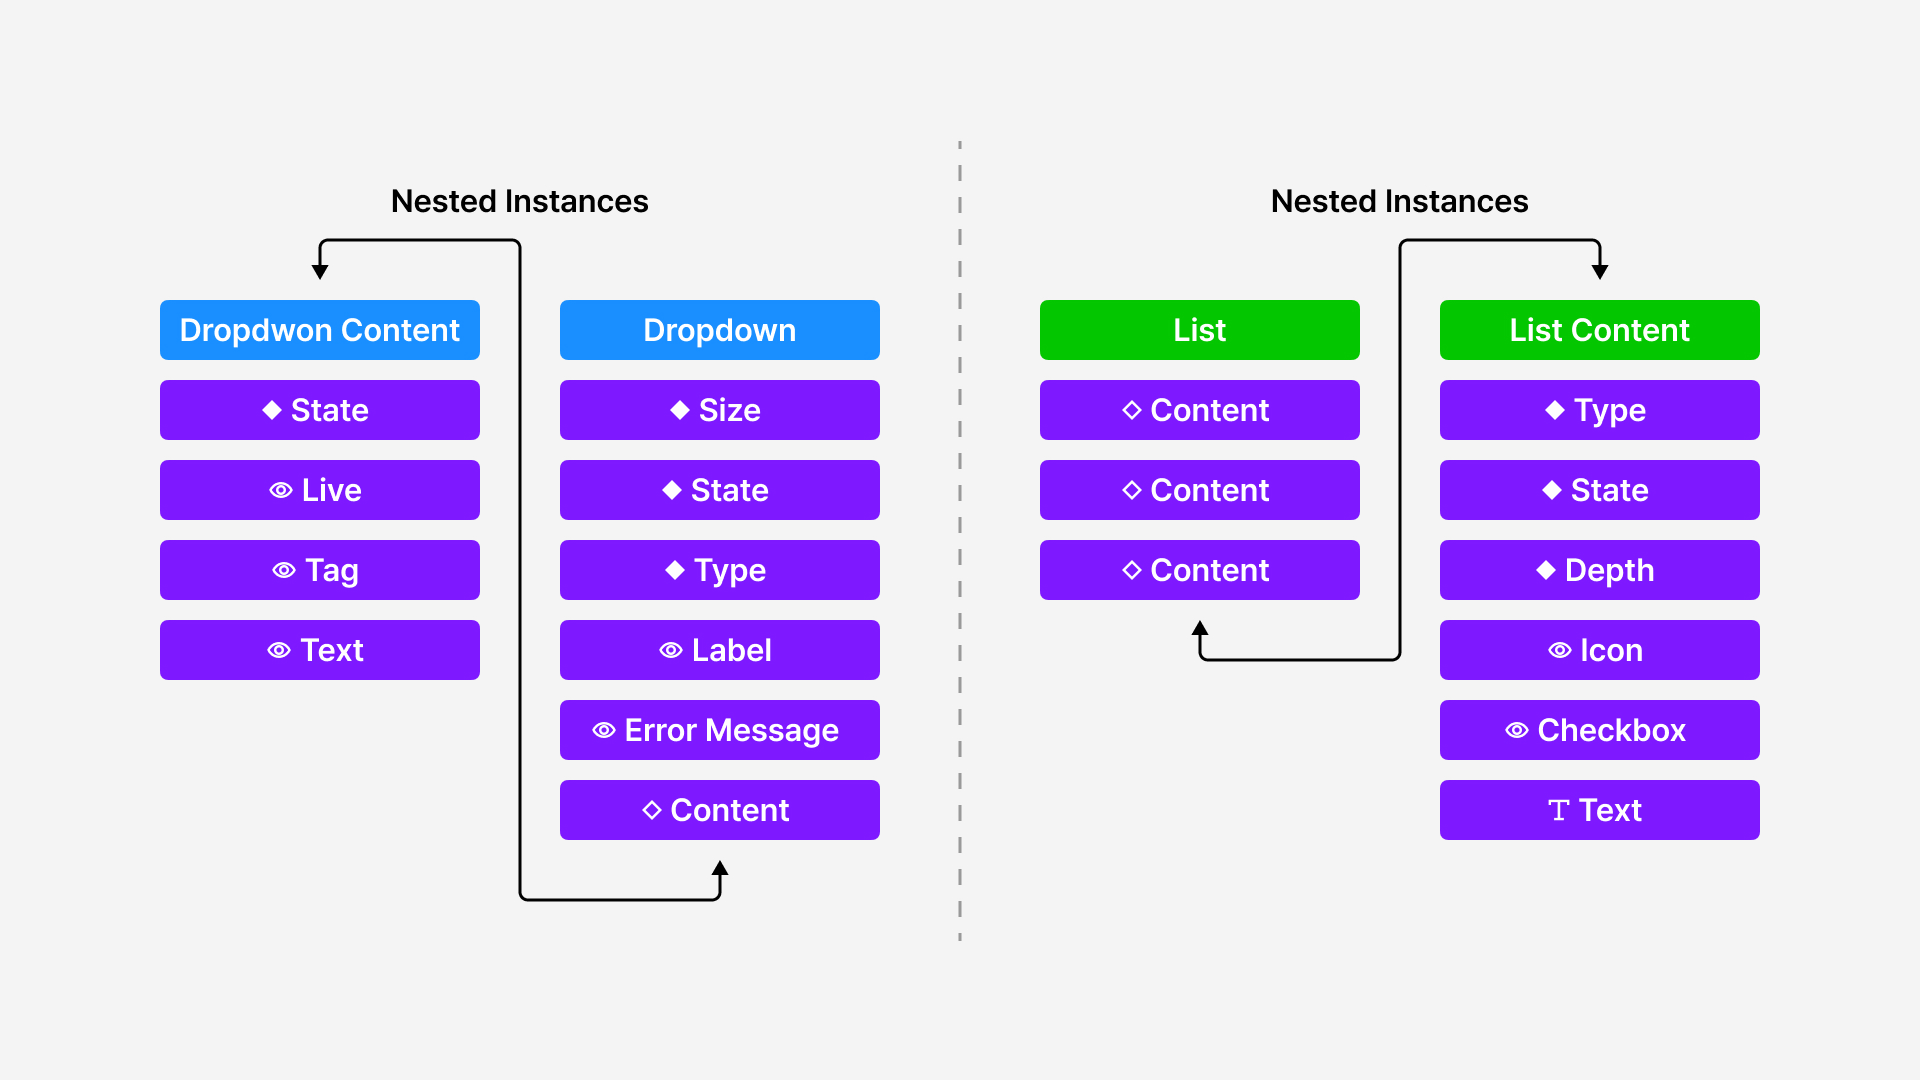 Nested Instances
Dropdwon Content
State
Live
Tag
Text
Dropdown
Size
State
Type
Label
Error Message
Content
Nested Instances
List
Content
Content
Content
List Content
Type
State
Depth
Icon
Checkbox
Text